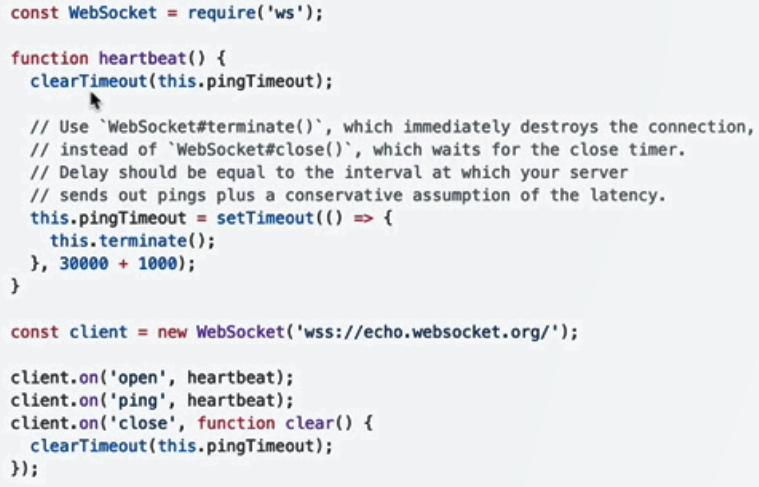 const WebSocket = require('ws');
function heartbeat() {
clearTimeout(this.pingTimeout);
// Use `WebSocket#terminate()`, which immediately destroys the connection,
// instead of `WebSocket#close()`, which waits for the close timer.
// Delay should be equal to the interval at which your server
// sends out pings plus a conservative assumption of the latency.
this.pingTimeout = setTimeout(() => {
this.terminate();
}, 30000 + 1000);
}
const client = new WebSocket('wss://echo.websocket.org/');
client.on('open', heartbeat);
client.on('ping', heartbeat);
client.on('close', function clear() {
clearTimeout(this.pingTimeout);
});